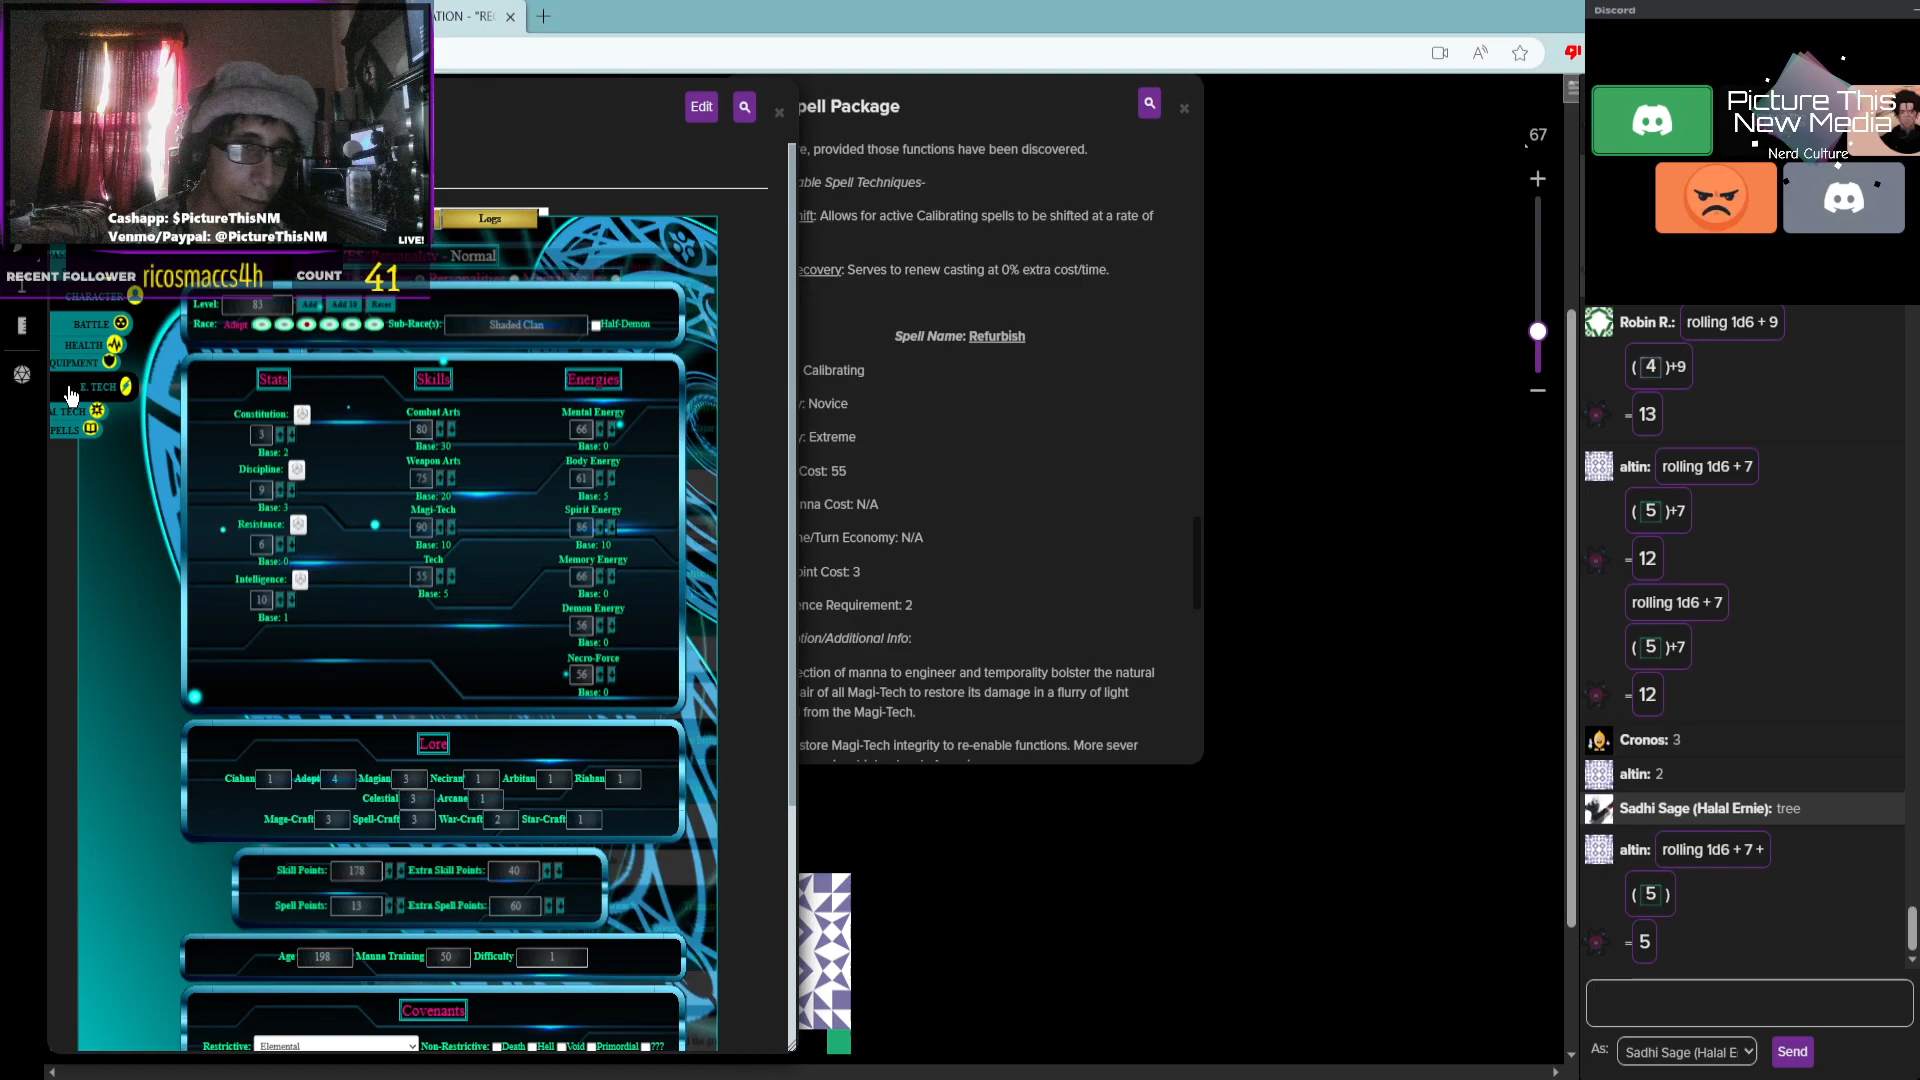 ATION - "REC
Cashapp: $PictureThisNM
Venmo/Paypal: @PictureThisNM
LIVE!
RECENT FOLLOWER ricosmaccs4h COUNT 41
CHARACTER
BATTLE
HEALTH
QUIPMENT
E. TECH
M. TECH
PELLS
Edit
Logz
- Normal
Level: 83 Add Add 10 Reset
Race: Adept Sub-Race(s): Shaded Clan Half-Demon
Stats Skills Energies
Constitution:
3
Base: 2
Discipline:
9
Base: 3
Resistance:
6
Base: 0
Intelligence:
10
Base: 1
Combat Arts
80
Base: 30
Weapon Arts
75
Base: 20
Magi-Tech
90
Base: 10
Tech
55
Base: 5
Mental Energy
66
Base: 0
Body Energy
61
Base: 5
Spirit Energy
86
Base: 10
Memory Energy
66
Base: 0
Demon Energy
56
Base: 0
Necro-Force
56
Base: 0
Lore
Ciahan 1 Adept 4 Magian 3 Neciran 1 Arbitan 1 Riahan 1
Celestial 3 Arcane 1
Mage-Craft 3 Spell-Craft 3 War-Craft 2 Star-Craft 1
Skill Points: 178 Extra Skill Points: 40
Spell Points: 13 Extra Spell Points: 60
Age 198 Manna Training 50 Difficulty 1
Covenants
Restrictive: Elemental Non-Restrictive: Death Hell Void Primordial ???
pell Package
e, provided those functions have been discovered.
able Spell Techniques-
hift: Allows for active Calibrating spells to be shifted at a rate of
ecovery: Serves to renew casting at 0% extra cost/time.
Spell Name: Refurbish
Calibrating
y: Novice
y: Extreme
Cost: 55
nna Cost: N/A
ne/Turn Economy: N/A
oint Cost: 3
ence Requirement: 2
tion/Additional Info:
ection of manna to engineer and temporality bolster the natural
air of all Magi-Tech to restore its damage in a flurry of light
from the Magi-Tech.
store Magi-Tech integrity to re-enable functions. More sever
67
Discord
Picture This
New Media
Nerd Culture
Robin R.: rolling 1d6 + 9
( 4 )+9
= 13
altin: rolling 1d6 + 7
( 5 )+7
= 12
rolling 1d6 + 7
( 5 )+7
= 12
Cronos: 3
altin: 2
Sadhi Sage (Halal Ernie): tree
altin: rolling 1d6 + 7 +
( 5 )
= 5
As: Sadhi Sage (Halal E Send